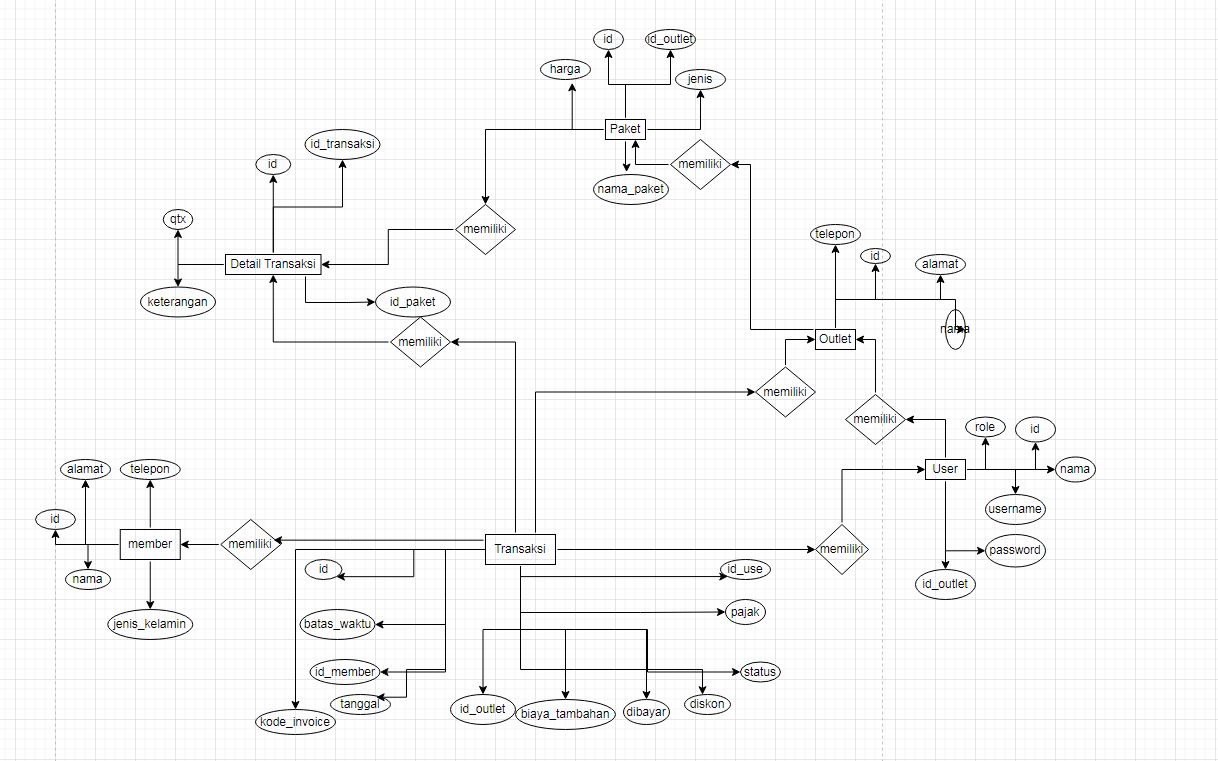 id
id_outlet
harga
jenis
Paket
id_transaksi
id
memiliki
nama_paket
qtx
memiliki
telepon
id
Detail Transaksi
alamat
keterangan
id_paket
nama
memiliki
Outlet
memiliki
memiliki
role
id
alamat
telepon
User
nama
id
username
member
memiliki
Transaksi
memiliki
password
nama
id
id_use
id_outlet
jenis_kelamin
batas_waktu
pajak
id_member
status
tanggal
id_outlet
biaya_tambahan
dibayar
diskon
kode_invoice